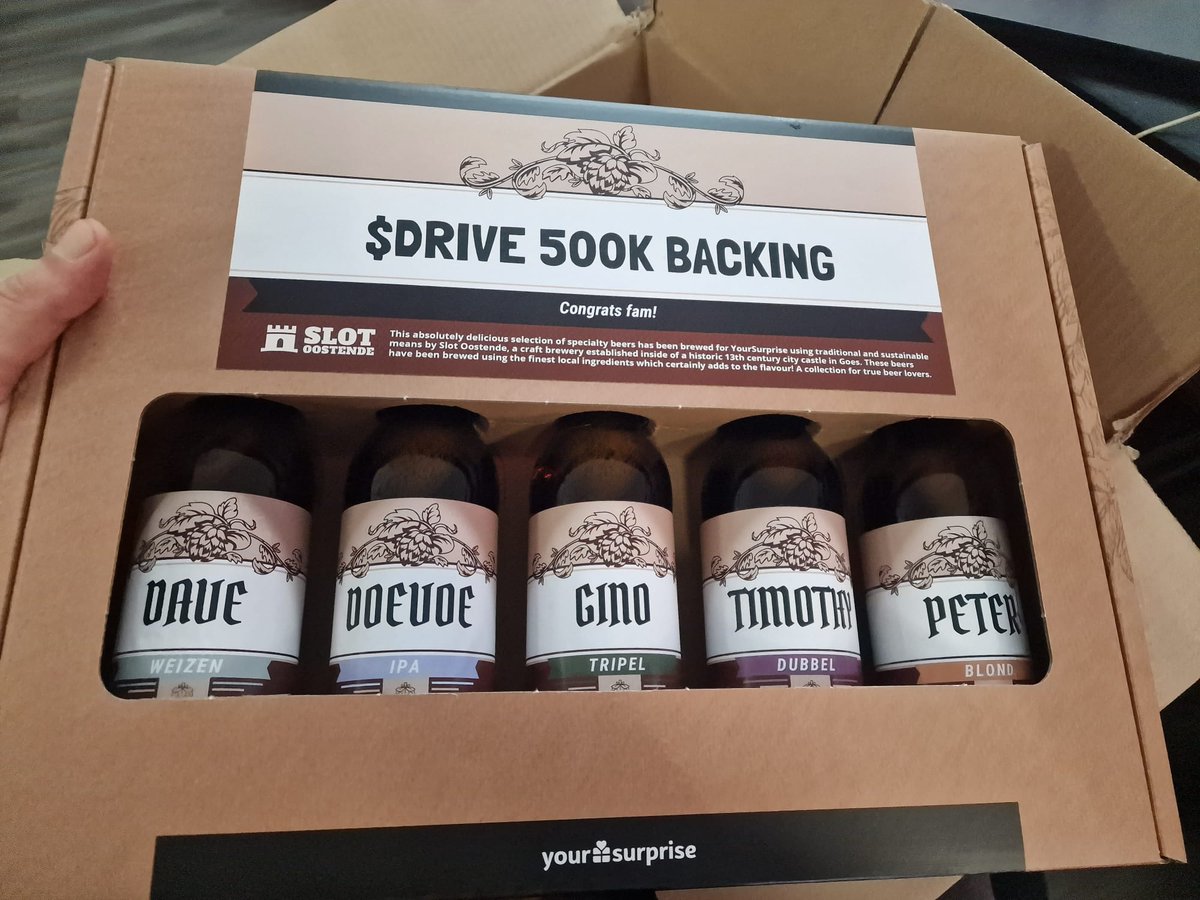 $DRIVE 500K BACKING
Congrats fam!
SLOT
OOSTENDE
This absolutely delicious selection of specialty beers has been brewed for YourSurprise using traditional and sustainable
means by Slot Oostende, a craft brewery established inside of a historic 13th century city castle in Goes. These beers
have been brewed using the finest local ingredients which certainly adds to the flavour! A collection for true beer lovers.
DAVE
WEIZEN
DOEVOE
IPA
GINO
TRIPEL
TIMOTHY
DUBBEL
PETER
BLOND
your surprise